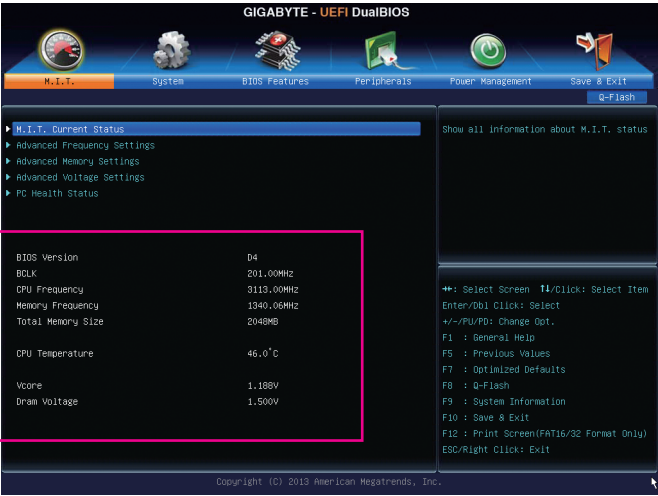 GIGABYTE - UEFI DualBIOS
M.I.T. System BIOS Features Peripherals Power Management Save & Exit
Q-Flash
M.I.T. Current Status
Advanced Frequency Settings
Advanced Memory Settings
Advanced Voltage Settings
PC Health Status
Show all information about M.I.T. status
BIOS Version D4
BCLK 201.00MHz
CPU Frequency 3113.00MHz
Memory Frequency 1340.06MHz
Total Memory Size 2048MB
CPU Temperature 46.0°C
Vcore 1.188V
Dram Voltage 1.500V
↔: Select Screen ↑↓/Click: Select Item
Enter/Dbl Click: Select
+/-/PU/PD: Change Opt.
F1 : General Help
F5 : Previous Values
F7 : Optimized Defaults
F8 : Q-Flash
F9 : System Information
F10 : Save & Exit
F12 : Print Screen(FAT16/32 Format Only)
ESC/Right Click: Exit
Copyright (C) 2013 American Megatrends, Inc.